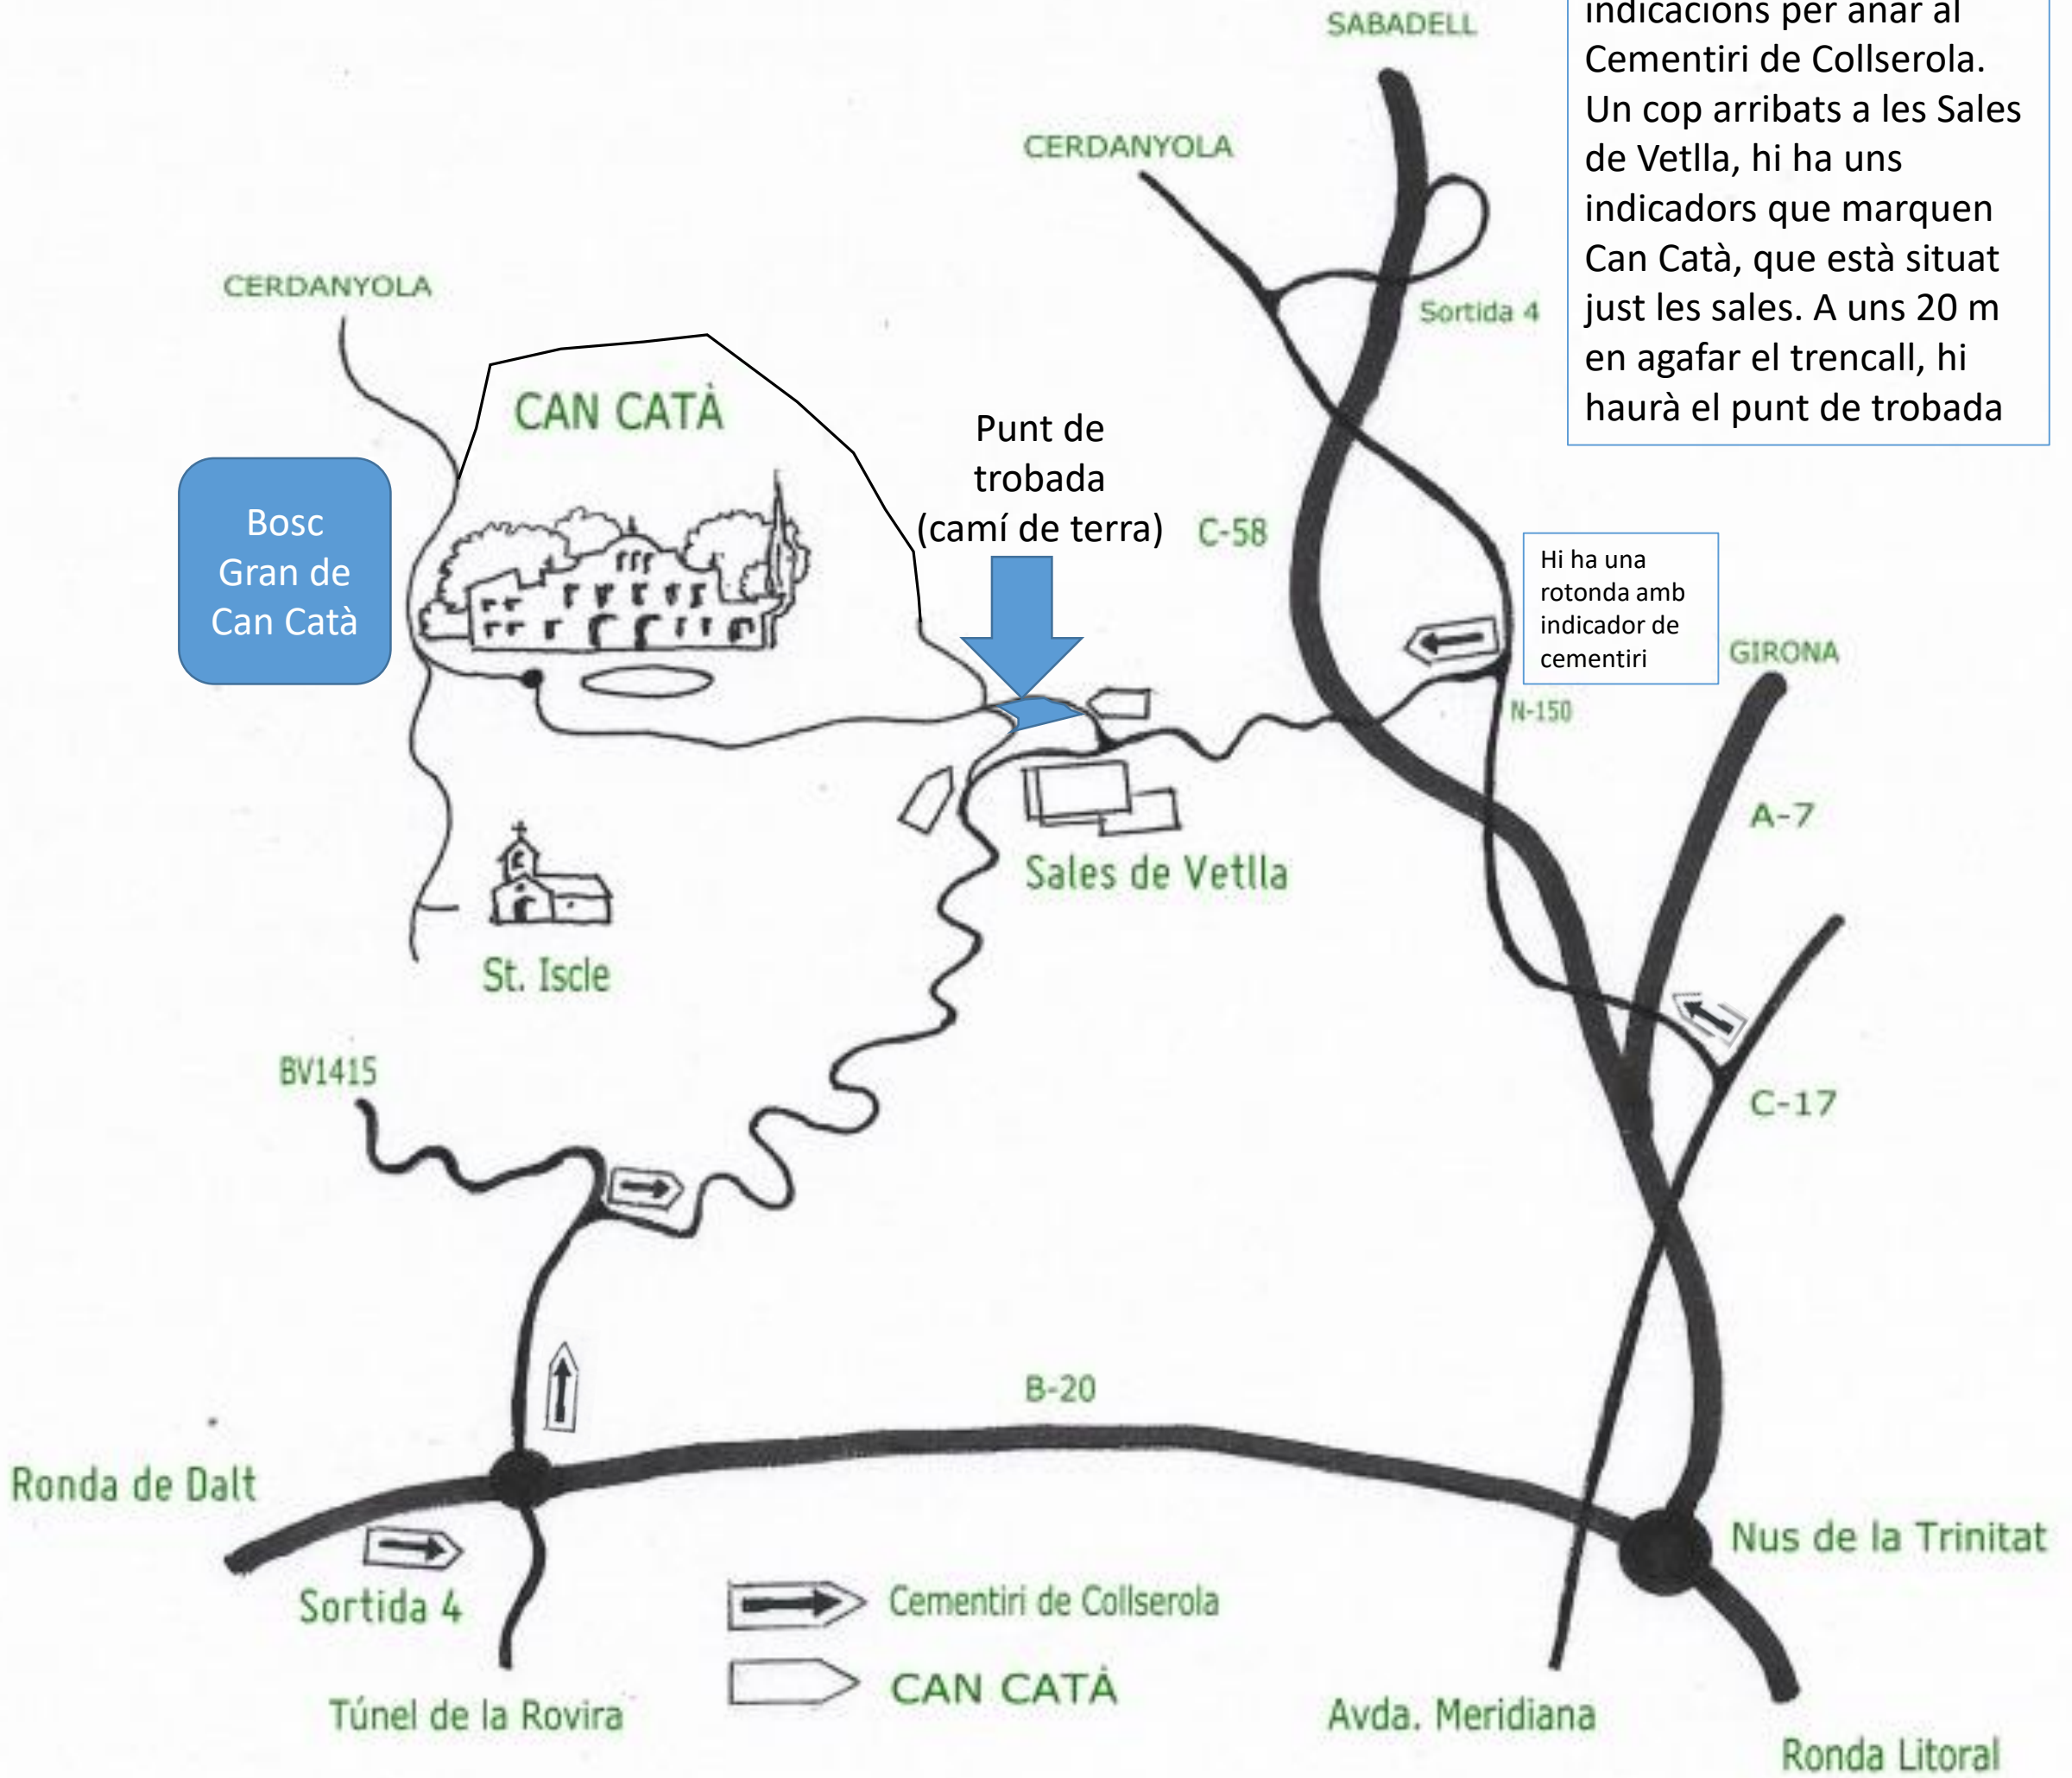 SABADELL
indicacions per anar al
Cementiri de Collserola.
Un cop arribats a les Sales
de Vetlla, hi ha uns
indicadors que marquen
Can Catà, que està situat
just les sales. A uns 20 m
en agafar el trencall, hi
haurà el punt de trobada
CERDANYOLA
CERDANYOLA
Sortida 4
CAN CATÀ
Punt de
trobada
(camí de terra)
C-58
Bosc
Gran de
Can Catà
Hi ha una
rotonda amb
indicador de
cementiri
GIRONA
N-150
A-7
Sales de Vetlla
St. Iscle
BV1415
C-17
B-20
Ronda de Dalt
Nus de la Trinitat
Sortida 4
Cementiri de Collserola
CAN CATÀ
Túnel de la Rovira
Avda. Meridiana
Ronda Litoral